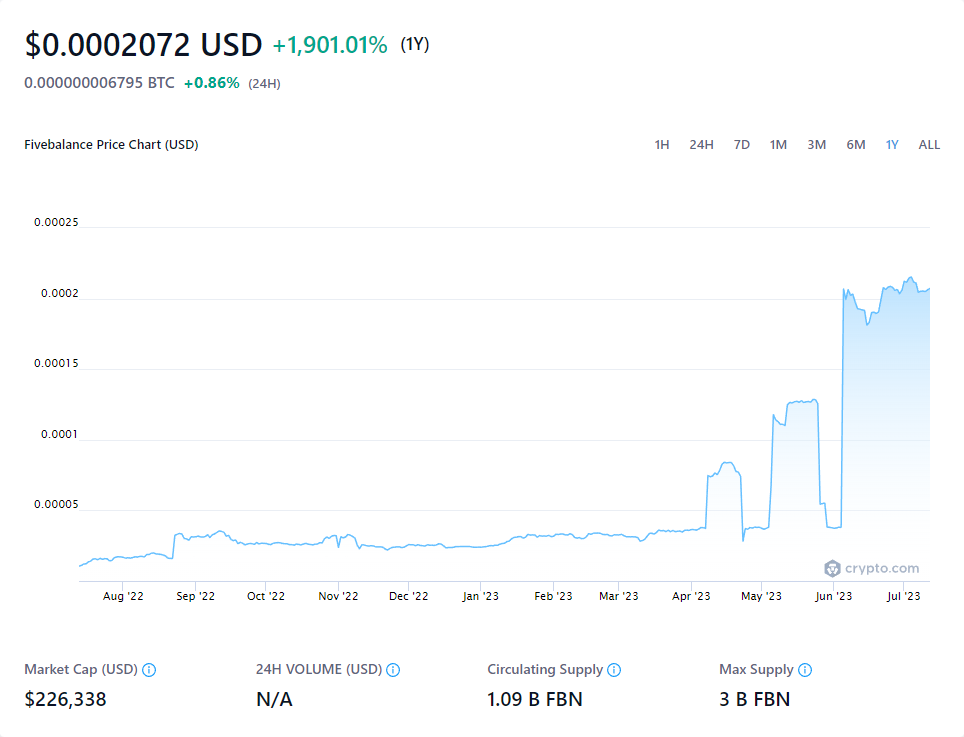 $0.0002072 USD +1,901.01% (1Y)
0.000000006795 BTC +0.86% (24H)
Fivebalance Price Chart (USD) 1H 24H 7D 1M 3M 6M 1Y ALL
0.00025
0.0002
0.00015
0.0001
0.00005
crypto.com
Aug '22 Sep '22 Oct '22 Nov '22 Dec '22 Jan '23 Feb '23 Mar '23 Apr '23 May '23 Jun '23 Jul '23
Market Cap (USD) 24H VOLUME (USD) Circulating Supply Max Supply
$226,338 N/A 1.09 B FBN 3 B FBN